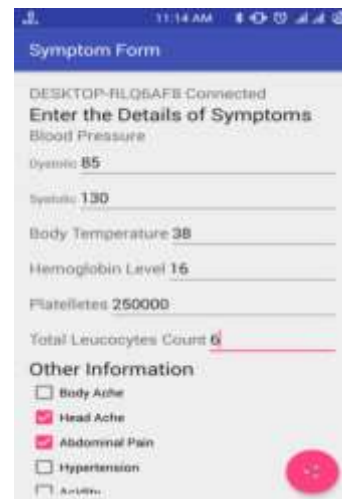 11:14 AM
Symptom Form
DESKTOP-RLQ6AF8 Connected
Enter the Details of Symptoms
Blood Pressure
Dystolic 85
Systolic 130
Body Temperature 38
Hemoglobin Level 16
Platelletes 250000
Total Leucocytes Count 6
Other Information
Body Ache
Head Ache
Abdominal Pain
Hypertension
Acidity